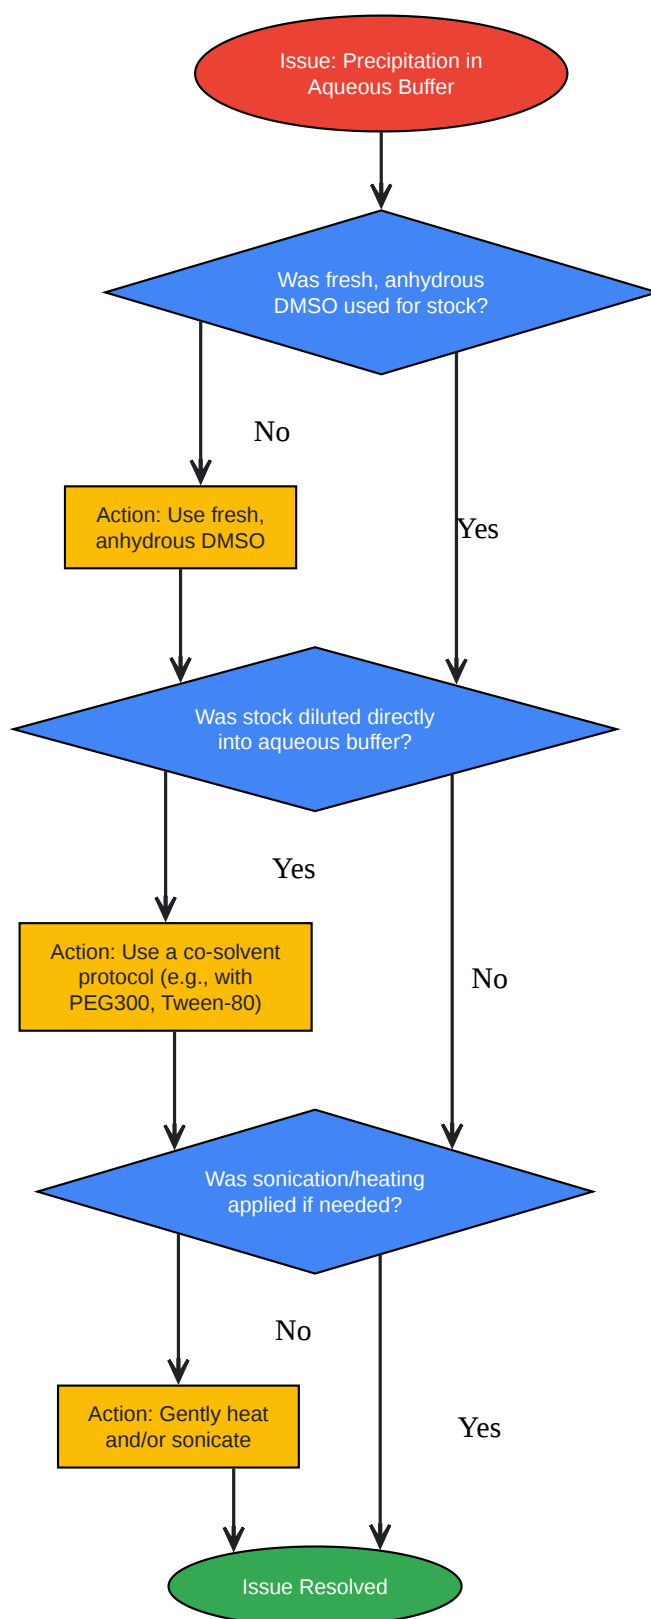 Issue: Precipitation in
Aqueous Buffer
Was fresh, anhydrous
DMSO used for stock?
No
Action: Use fresh,
anhydrous DMSO
Yes
Was stock diluted directly
into aqueous buffer?
Yes
Action: Use a co-solvent
protocol (e.g., with
PEG300, Tween-80)
No
Was sonication/heating
applied if needed?
No
Action: Gently heat
and/or sonicate
Yes
Issue Resolved